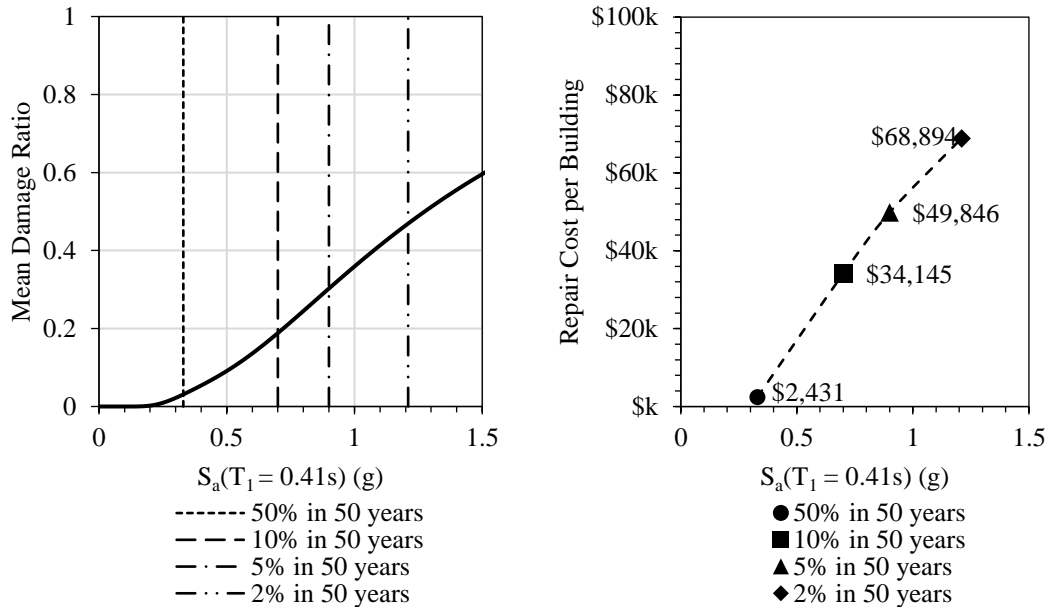 Mean Damage Ratio
1
0.8
0.6
0.4
0.2
0
0
0.5
1
1.5
Sa(T1 = 0.41s) (g)
50% in 50 years
10% in 50 years
5% in 50 years
2% in 50 years
Repair Cost per Building
$100k
$80k
$60k
$40k
$20k
$k
$68,894
$49,846
$34,145
$2,431
0
0.5
1
1.5
Sa(T1 = 0.41s) (g)
50% in 50 years
10% in 50 years
5% in 50 years
2% in 50 years